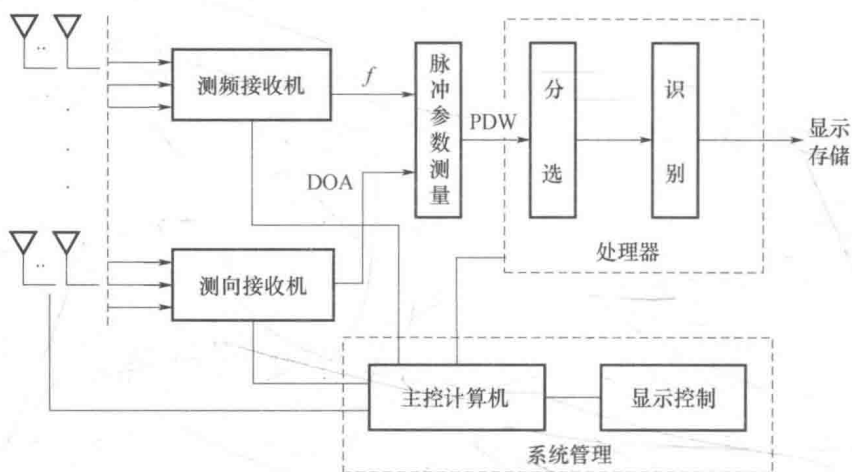 测频接收机
f
脉冲参数测量
PDW
分选
识别
显示
存储
DOA
处理器
测向接收机
主控计算机
显示控制
系统管理